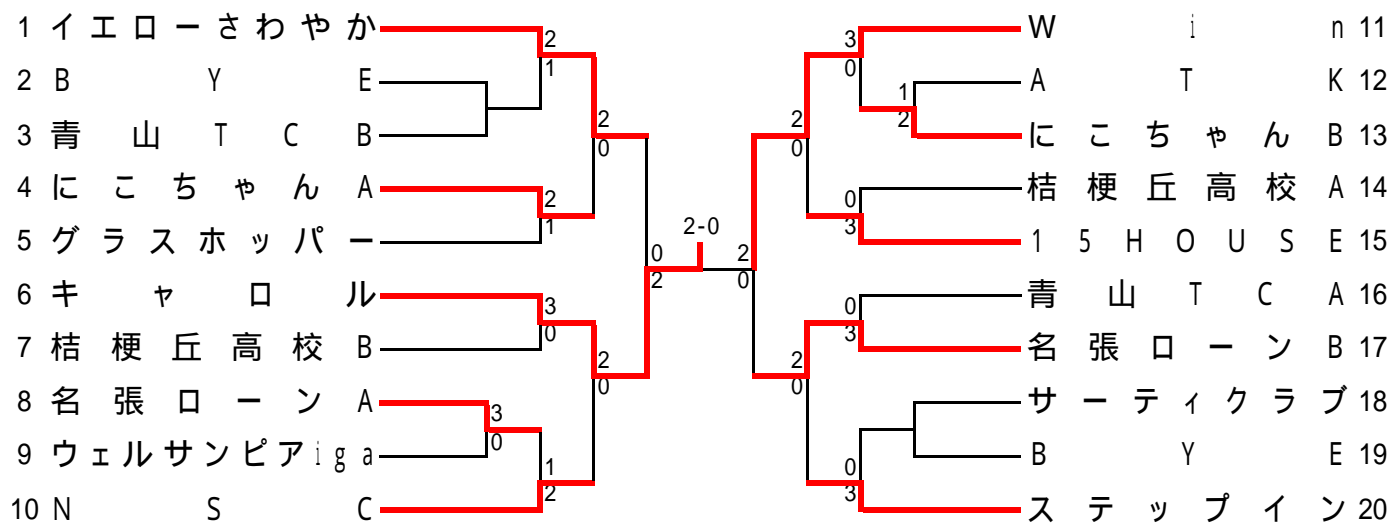 1 イエローさわやか
2 BYE
3 青山TCB
4 にこちゃんA
5 グラスホッパー
6 キャロル
7 桔梗丘高校B
8 名張ローンA
9 ウェルサンピアiga
10 NSC
2
1
2
1
3
0
3
0
1
2
2
0
2
0
0
2
2-0
2
0
2
0
2
0
3
0
1
2
0
3
0
3
0
3
Win 11
ATK 12
にこちゃんB 13
桔梗丘高校A 14
15HOUSE 15
青山TCA 16
名張ローンB 17
サーティクラブ 18
BYE 19
ステップイン 20